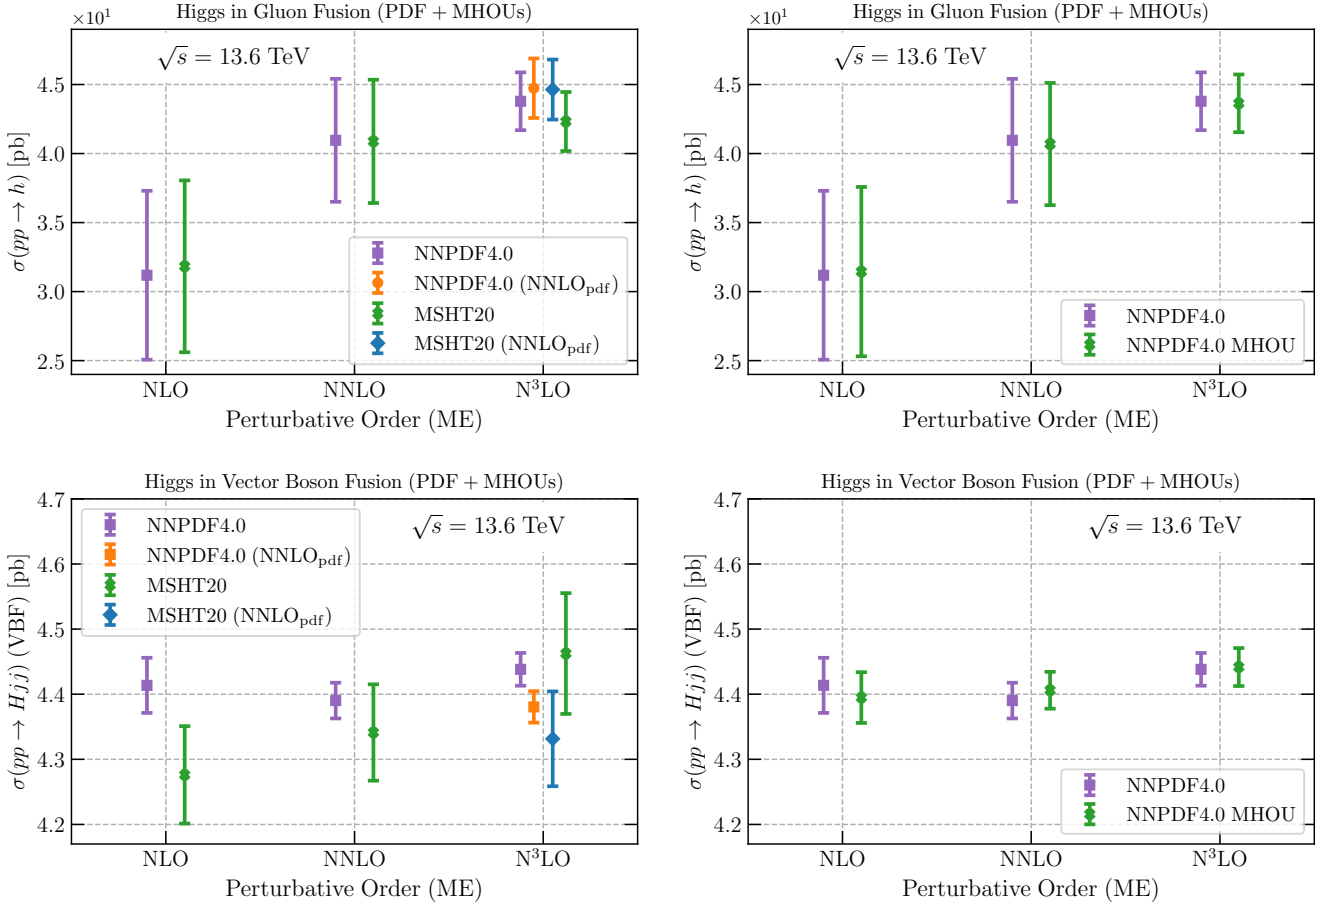 Higgs in Gluon Fusion (PDF + MHOUs)
×10¹
√s = 13.6 TeV
σ(pp → h) [pb]
4.5
4.0
3.5
3.0
2.5
NNPDF4.0
NNPDF4.0 (NNLO_pdf)
MSHT20
MSHT20 (NNLO_pdf)
NLO
NNLO
N³LO
Perturbative Order (ME)
Higgs in Gluon Fusion (PDF + MHOUs)
×10¹
√s = 13.6 TeV
σ(pp → h) [pb]
4.5
4.0
3.5
3.0
2.5
NNPDF4.0
NNPDF4.0 MHOU
NLO
NNLO
N³LO
Perturbative Order (ME)
Higgs in Vector Boson Fusion (PDF + MHOUs)
√s = 13.6 TeV
σ(pp → Hjj) (VBF) [pb]
4.7
4.6
4.5
4.4
4.3
4.2
NNPDF4.0
NNPDF4.0 (NNLO_pdf)
MSHT20
MSHT20 (NNLO_pdf)
NLO
NNLO
N³LO
Perturbative Order (ME)
Higgs in Vector Boson Fusion (PDF + MHOUs)
√s = 13.6 TeV
σ(pp → Hjj) (VBF) [pb]
4.7
4.6
4.5
4.4
4.3
4.2
NNPDF4.0
NNPDF4.0 MHOU
NLO
NNLO
N³LO
Perturbative Order (ME)